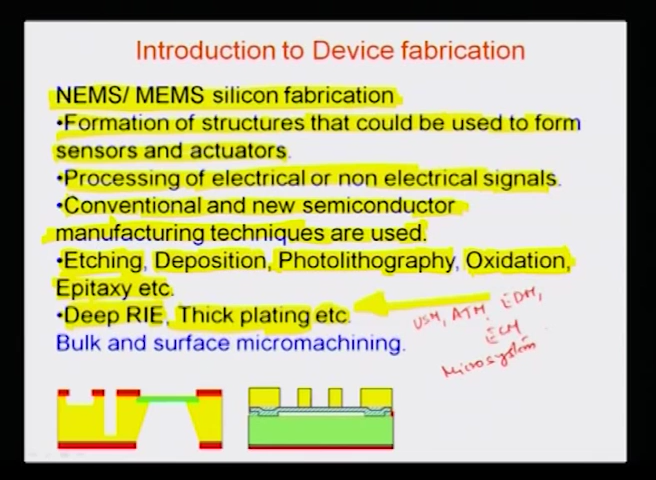 Introduction to Device fabrication
NEMS/ MEMS silicon fabrication
•Formation of structures that could be used to form
sensors and actuators.
•Processing of electrical or non electrical signals.
•Conventional and new semiconductor
manufacturing techniques are used.
•Etching, Deposition, Photolithography, Oxidation,
Epitaxy etc.
•Deep RIE, Thick plating etc.
Bulk and surface micromachining.
USM, ATM, EDM,
ECM
Microsystem